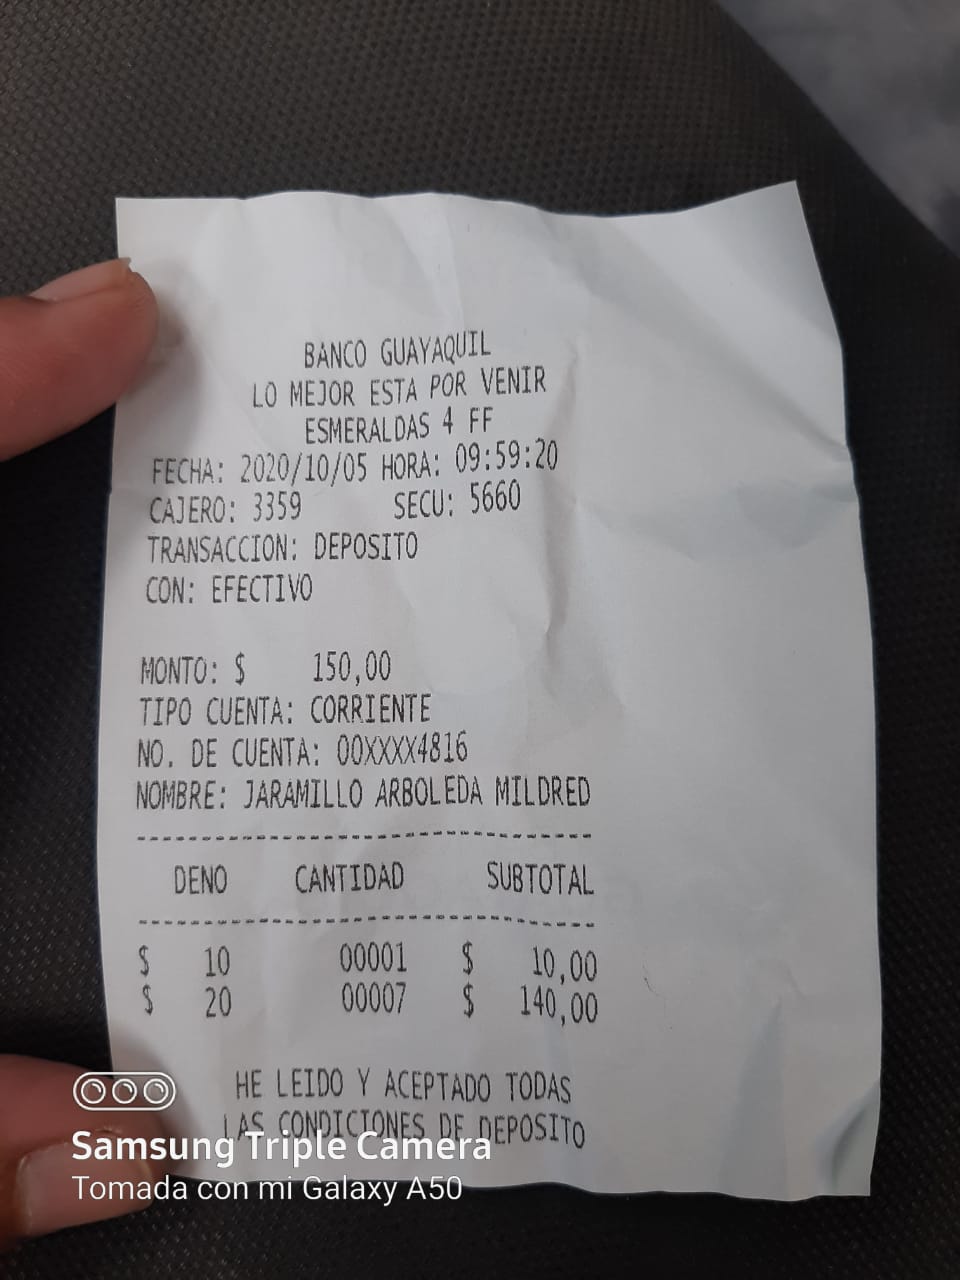 BANCO GUAYAQUIL
LO MEJOR ESTA POR VENIR
ESMERALDAS 4 FF
FECHA: 2020/10/05 HORA: 09:59:20
CAJERO: 3359 SECU: 5660
TRANSACCION: DEPOSITO
CON: EFECTIVO
MONTO: $ 150,00
TIPO CUENTA: CORRIENTE
NO. DE CUENTA: 00XXXX4816
NOMBRE: JARAMILLO ARBOLEDA MILDRED
DENO CANTIDAD SUBTOTAL
$ 10 00001 $ 10,00
$ 20 00007 $ 140,00
HE LEIDO Y ACEPTADO TODAS
LAS CONDICIONES DE DEPOSITO
Samsung Triple Camera
Tomada con mi Galaxy A50